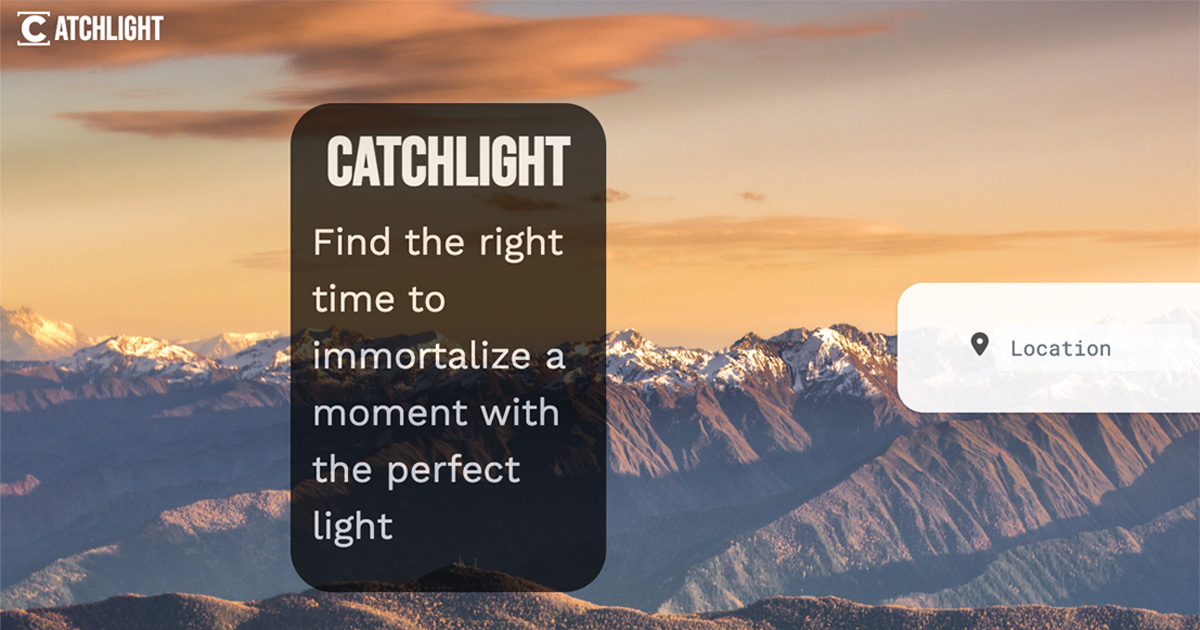 CATCHLIGHT
CATCHLIGHT
Find the right
time to
immortalize a
moment with
the perfect
light
Location